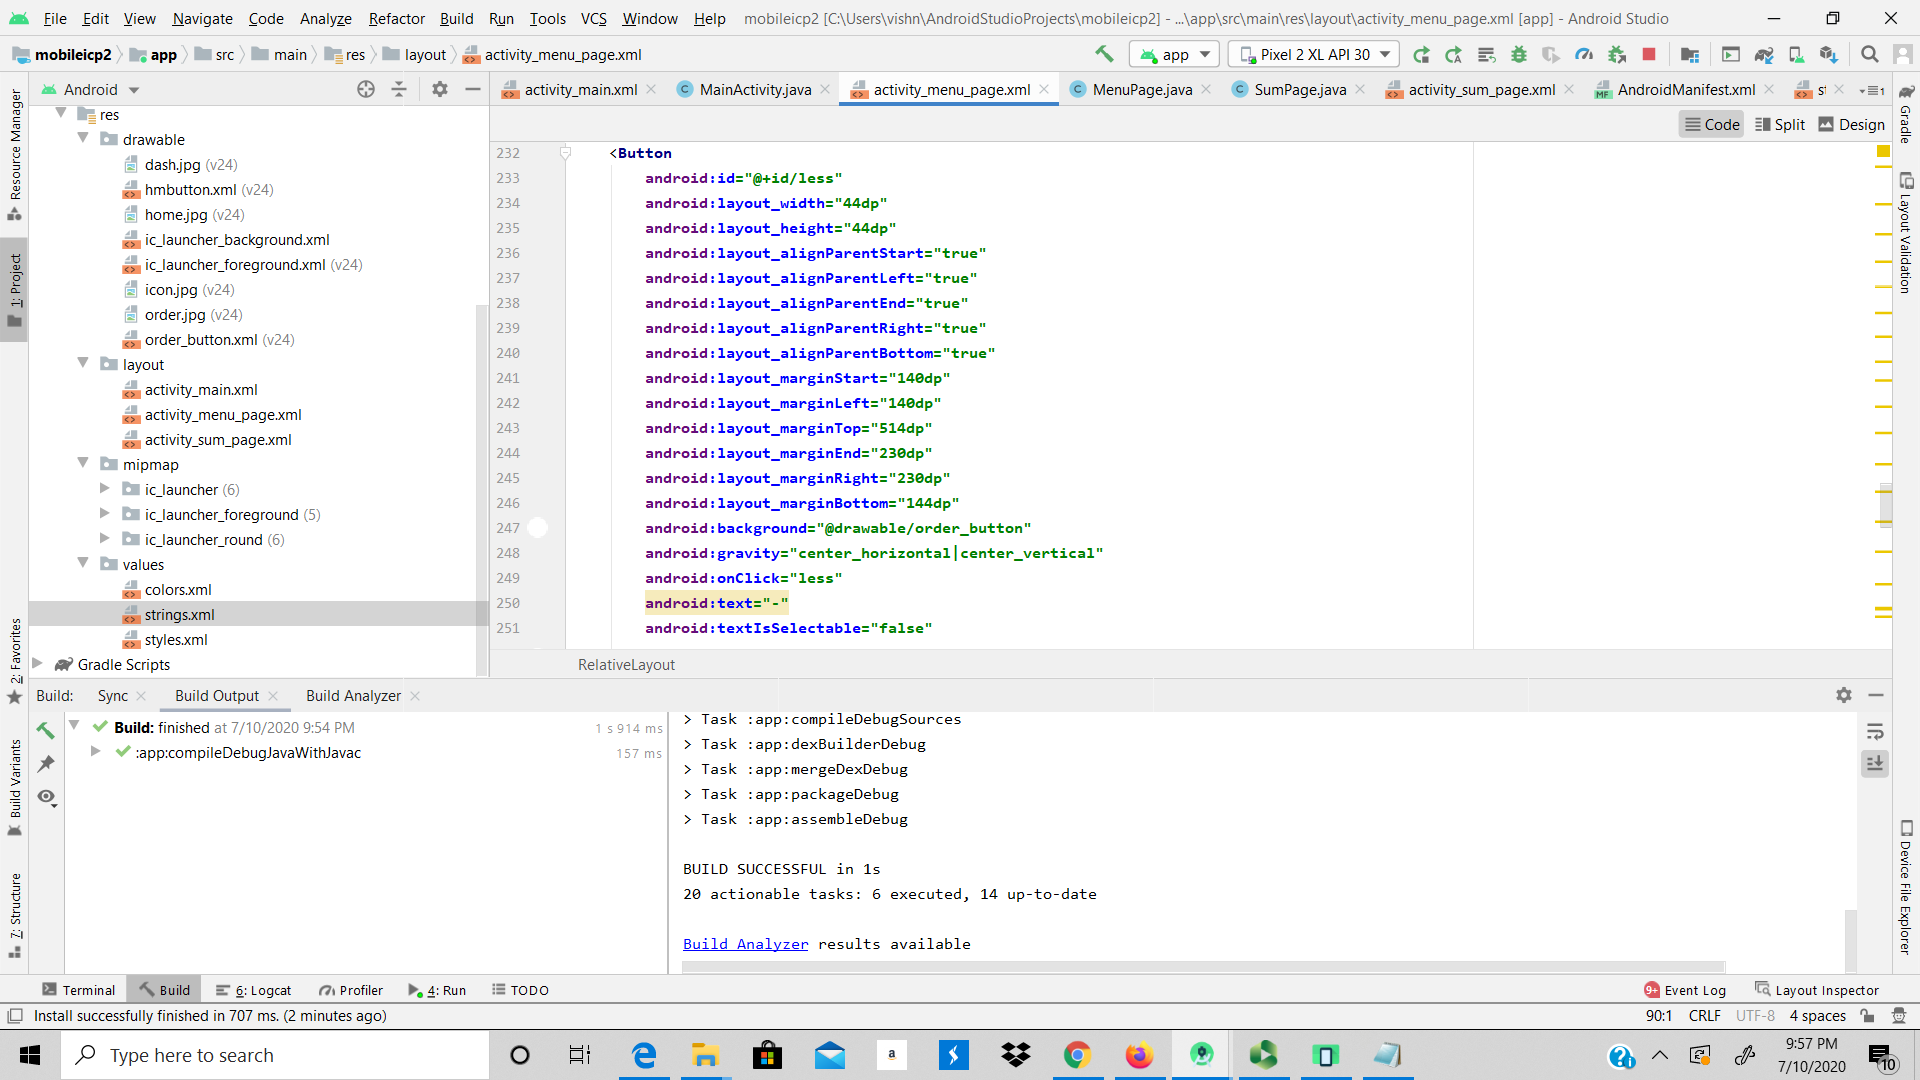 File Edit View Navigate Code Analyze Refactor Build Run Tools VCS Window Help mobileicp2 [C:\Users\vishn\AndroidStudioProjects\mobileicp2] - ...\app\src\main\res\layout\activity_menu_page.xml [app] - Android Studio
mobileicp2 app src main res layout activity_menu_page.xml app Pixel 2 XL API 30
Android activity_main.xml MainActivity.java activity_menu_page.xml MenuPage.java SumPage.java activity_sum_page.xml AndroidManifest.xml
Code Split Design
res
drawable
dash.jpg (v24)
hmbutton.xml (v24)
home.jpg (v24)
ic_launcher_background.xml
ic_launcher_foreground.xml (v24)
icon.jpg (v24)
order.jpg (v24)
order_button.xml (v24)
layout
activity_main.xml
activity_menu_page.xml
activity_sum_page.xml
mipmap
ic_launcher (6)
ic_launcher_foreground (5)
ic_launcher_round (6)
values
colors.xml
strings.xml
styles.xml
Gradle Scripts
232 <Button
233 android:id="@+id/less"
234 android:layout_width="44dp"
235 android:layout_height="44dp"
236 android:layout_alignParentStart="true"
237 android:layout_alignParentLeft="true"
238 android:layout_alignParentEnd="true"
239 android:layout_alignParentRight="true"
240 android:layout_alignParentBottom="true"
241 android:layout_marginStart="140dp"
242 android:layout_marginLeft="140dp"
243 android:layout_marginTop="514dp"
244 android:layout_marginEnd="230dp"
245 android:layout_marginRight="230dp"
246 android:layout_marginBottom="144dp"
247 android:background="@drawable/order_button"
248 android:gravity="center_horizontal|center_vertical"
249 android:onClick="less"
250 android:text="-"
251 android:textIsSelectable="false"
RelativeLayout
Resource Manager
1: Project
2: Favorites
Build Variants
7: Structure
Gradle
Layout Validation
Device File Explorer
Build: Sync Build Output Build Analyzer
Build: finished at 7/10/2020 9:54 PM 1 s 914 ms
:app:compileDebugJavaWithJavac 157 ms
> Task :app:compileDebugSources
> Task :app:dexBuilderDebug
> Task :app:mergeDexDebug
> Task :app:packageDebug
> Task :app:assembleDebug
BUILD SUCCESSFUL in 1s
20 actionable tasks: 6 executed, 14 up-to-date
Build Analyzer results available
Terminal Build 6: Logcat Profiler 4: Run TODO 9+ Event Log Layout Inspector
Install successfully finished in 707 ms. (2 minutes ago) 90:1 CRLF UTF-8 4 spaces
Type here to search
9:57 PM
7/10/2020
10